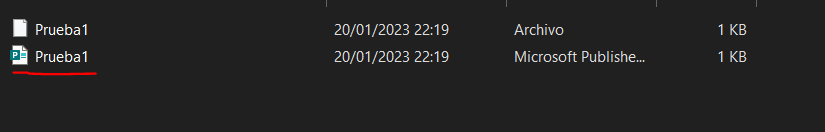 Prueba1 20/01/2023 22:19 Archivo 1 KB
Prueba1 20/01/2023 22:19 Microsoft Publishe... 1 KB